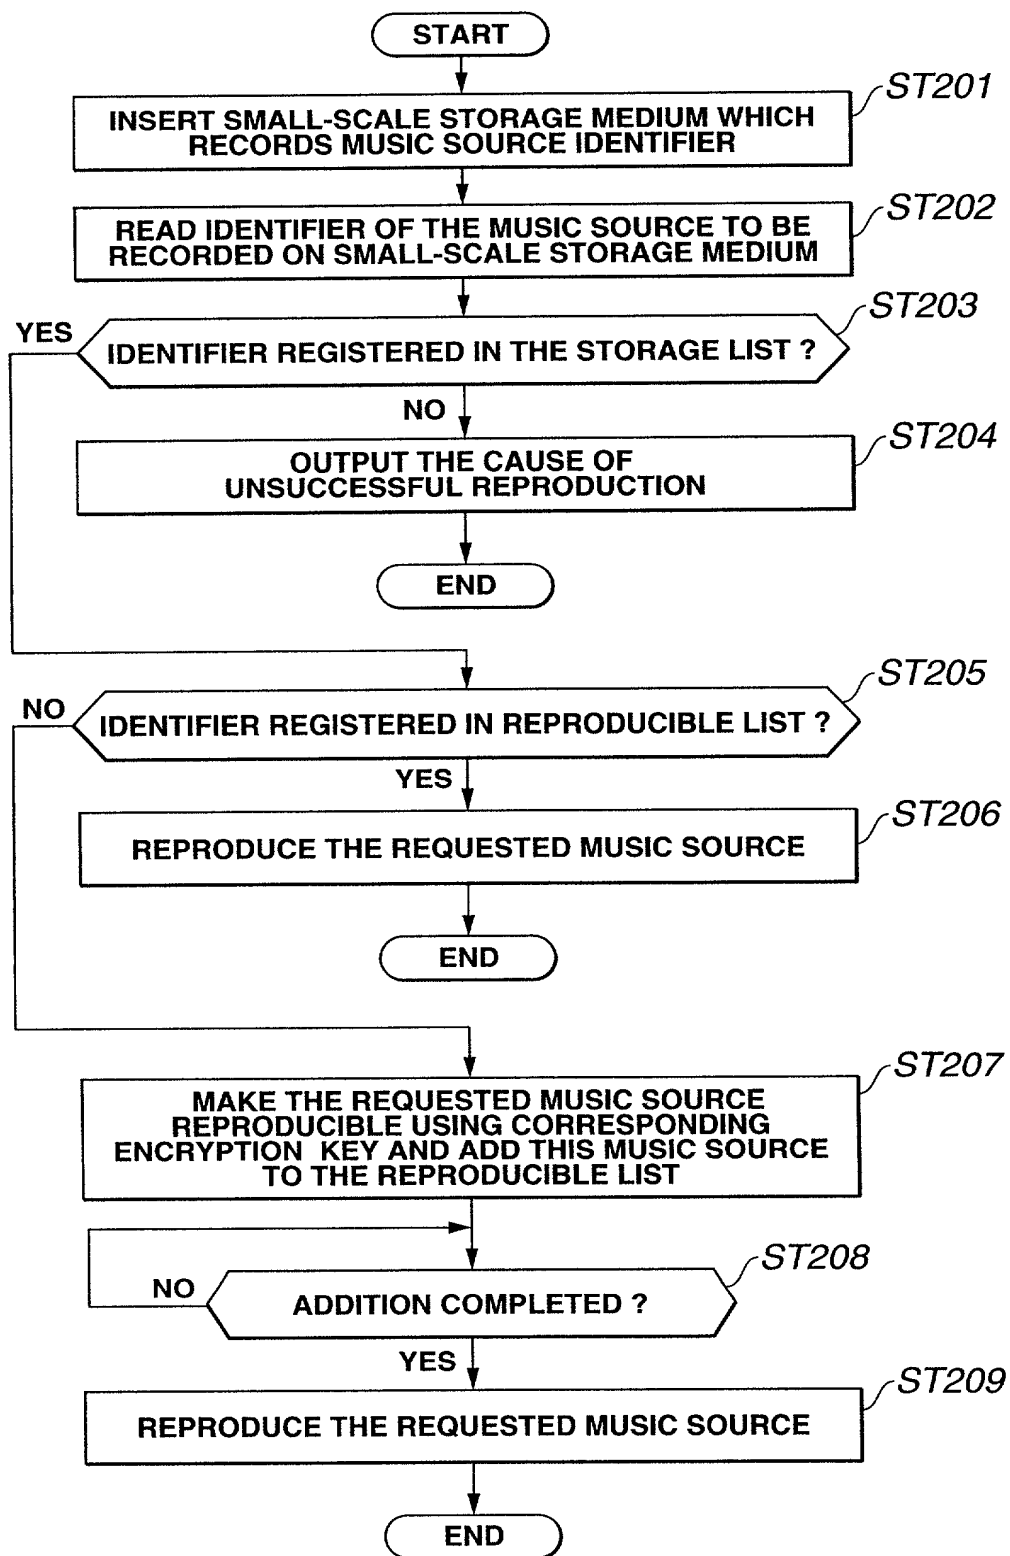 START
ST201
INSERT SMALL-SCALE STORAGE MEDIUM WHICH
RECORDS MUSIC SOURCE IDENTIFIER
ST202
READ IDENTIFIER OF THE MUSIC SOURCE TO BE
RECORDED ON SMALL-SCALE STORAGE MEDIUM
ST203
YES
IDENTIFIER REGISTERED IN THE STORAGE LIST ?
NO
ST204
OUTPUT THE CAUSE OF
UNSUCCESSFUL REPRODUCTION
END
ST205
NO
IDENTIFIER REGISTERED IN REPRODUCIBLE LIST ?
YES
ST206
REPRODUCE THE REQUESTED MUSIC SOURCE
END
ST207
MAKE THE REQUESTED MUSIC SOURCE
REPRODUCIBLE USING CORRESPONDING
ENCRYPTION KEY AND ADD THIS MUSIC SOURCE
TO THE REPRODUCIBLE LIST
ST208
NO
ADDITION COMPLETED ?
YES
ST209
REPRODUCE THE REQUESTED MUSIC SOURCE
END